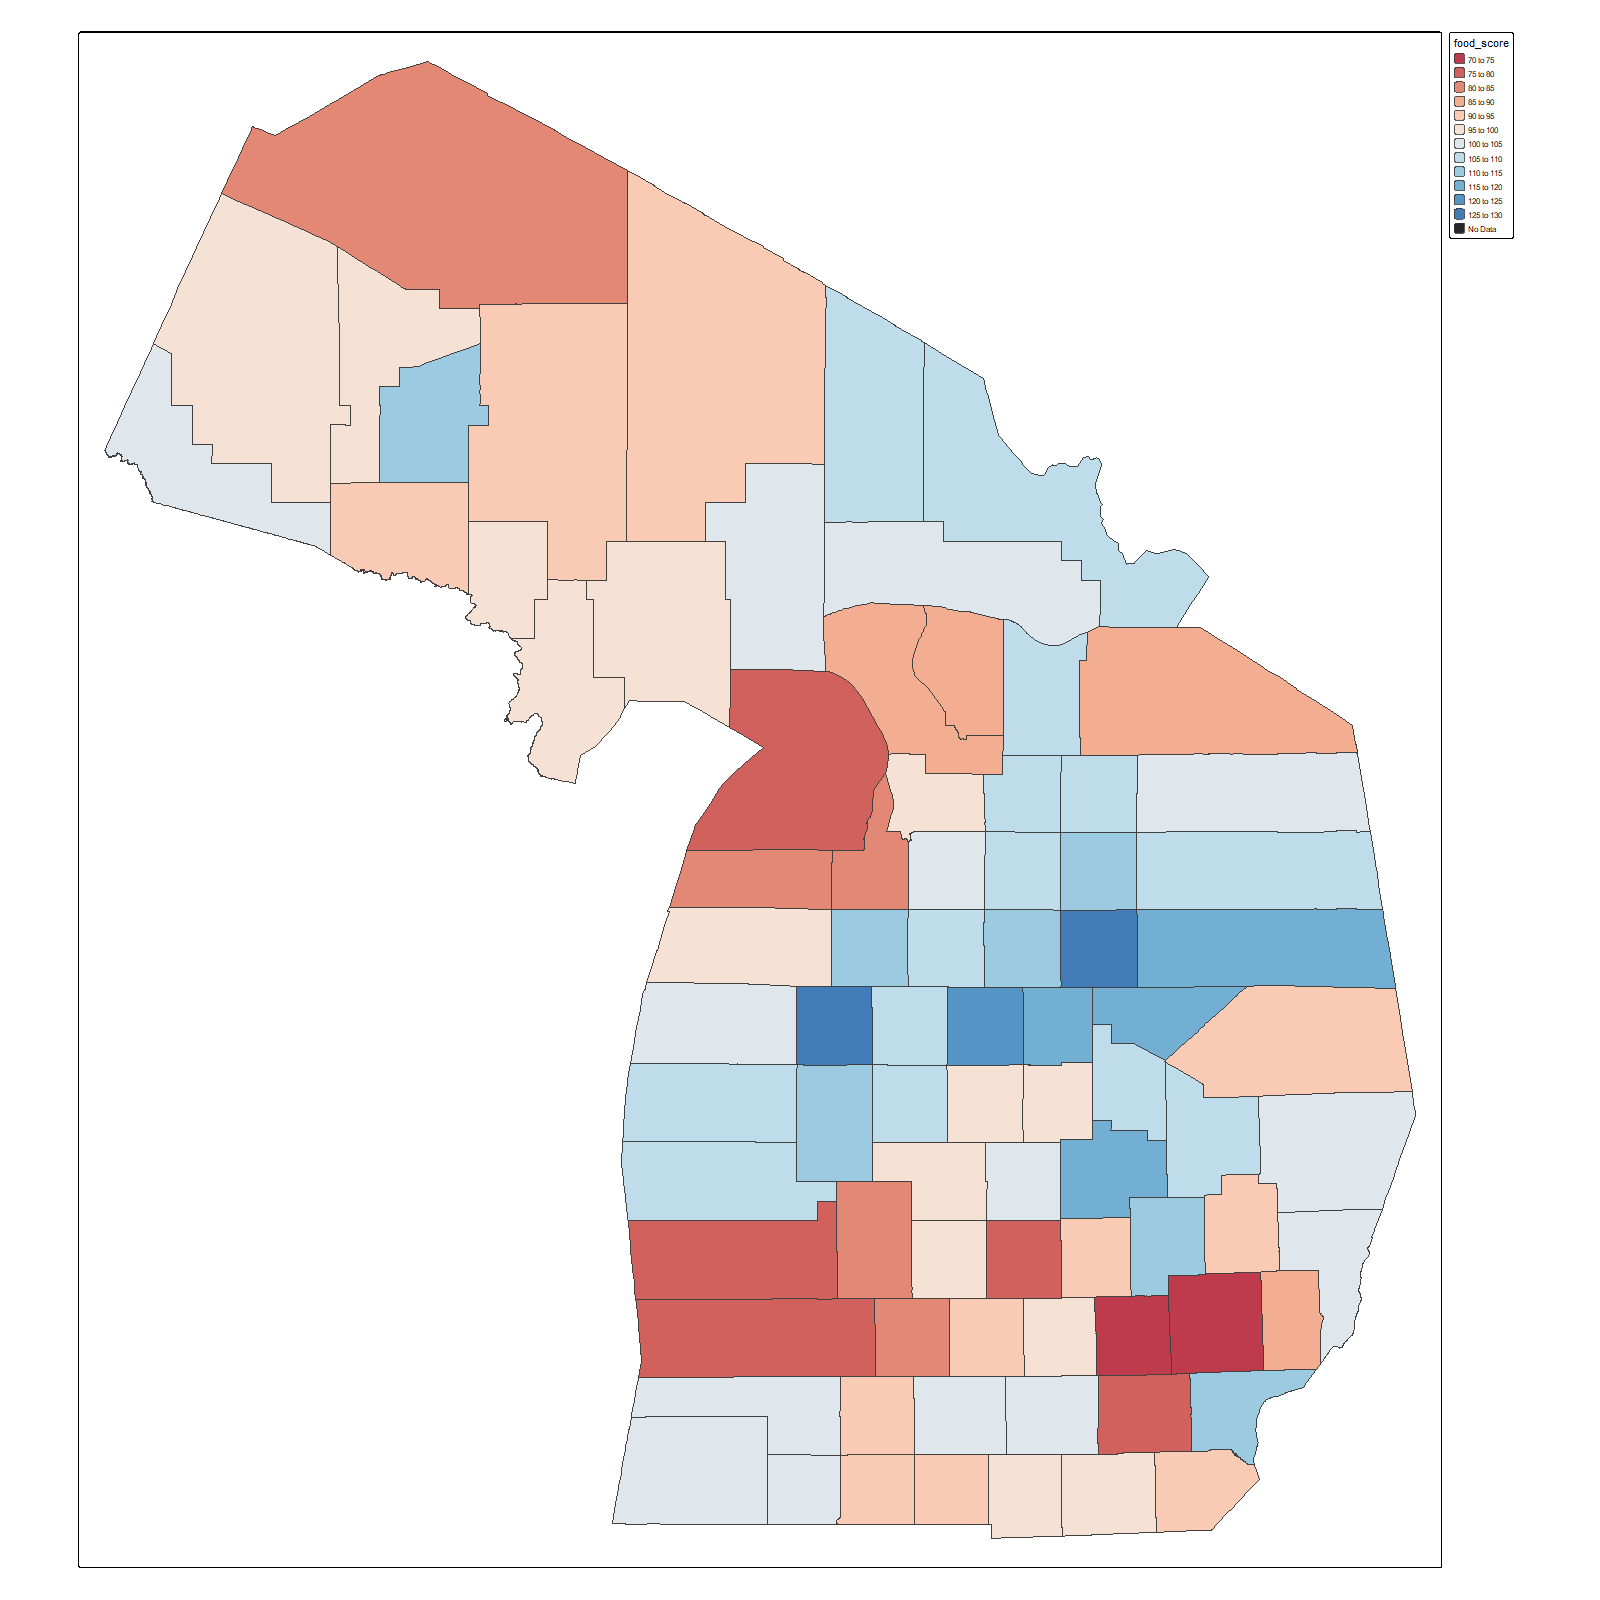 food_score
70 to 75
75 to 80
80 to 85
85 to 90
90 to 95
95 to 100
100 to 105
105 to 110
110 to 115
115 to 120
120 to 125
125 to 130
No Data